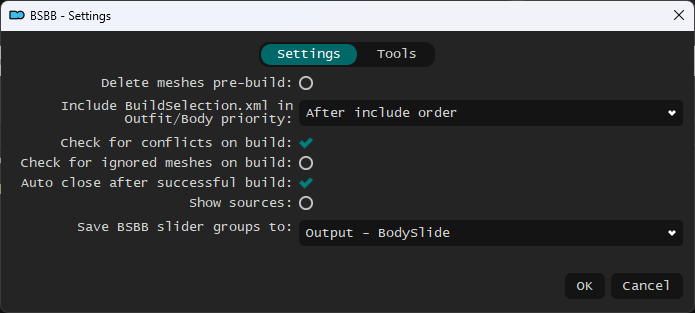 BSBB - Settings
Settings Tools
Delete meshes pre-build:
Include BuildSelection.xml in
Outfit/Body priority:
After include order
Check for conflicts on build:
Check for ignored meshes on build:
Auto close after successful build:
Show sources:
Save BSBB slider groups to: Output - BodySlide
OK Cancel